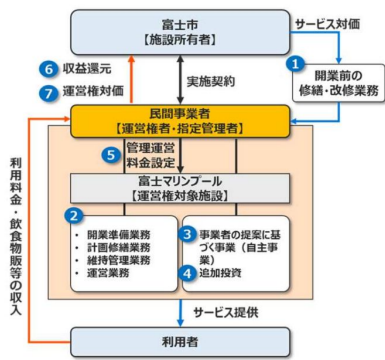 富士市
【施設所有者】
サービス対価
❶
開業前の
修繕・改修業務
❻ 収益還元
❼ 運営権対価
実施契約
民間事業者
【運営権者・指定管理者】
❺ 管理運営
料金設定
富士マリンプール
【運営権対象施設】
❷
・ 開業準備業務
・ 計画修繕業務
・ 維持管理業務
・ 運営業務
❸ 事業者の提案に基
づく事業（自主事
業）
❹ 追加投資
利用料金・飲食物販等の収入
サービス提供
利用者